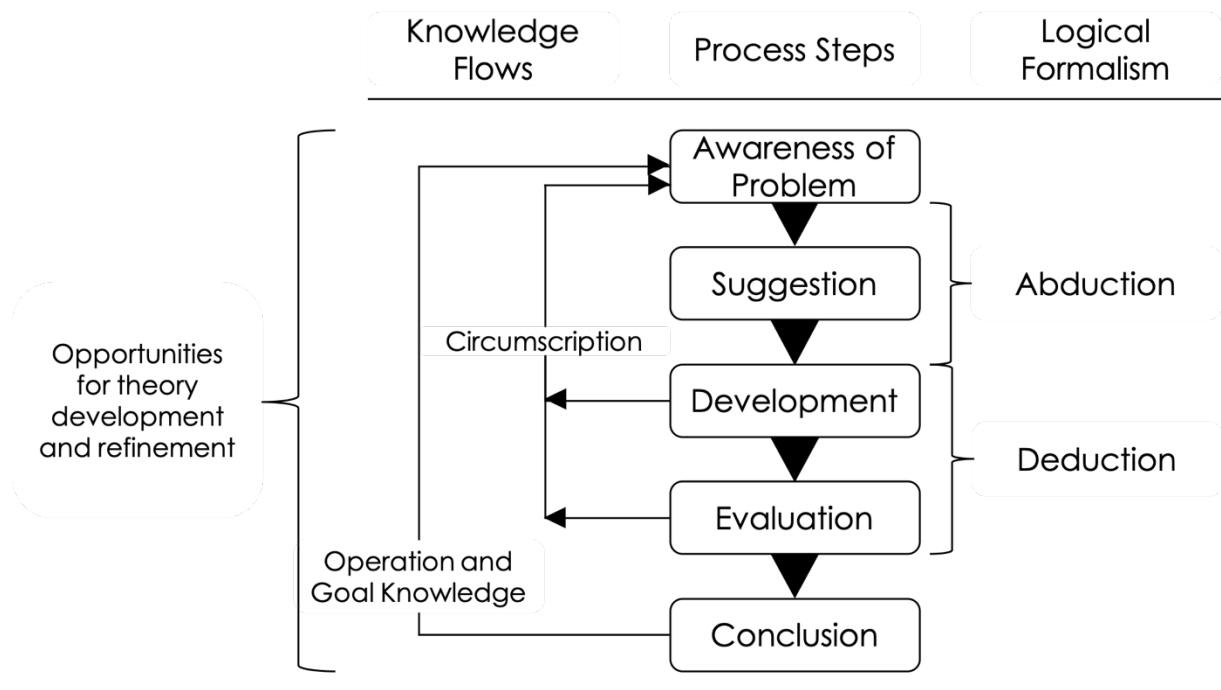 Knowledge
Flows
Process Steps
Logical
Formalism
Awareness of
Problem
Suggestion
Abduction
Circumscription
Opportunities
for theory
development
and refinement
Development
Deduction
Evaluation
Operation and
Goal Knowledge
Conclusion